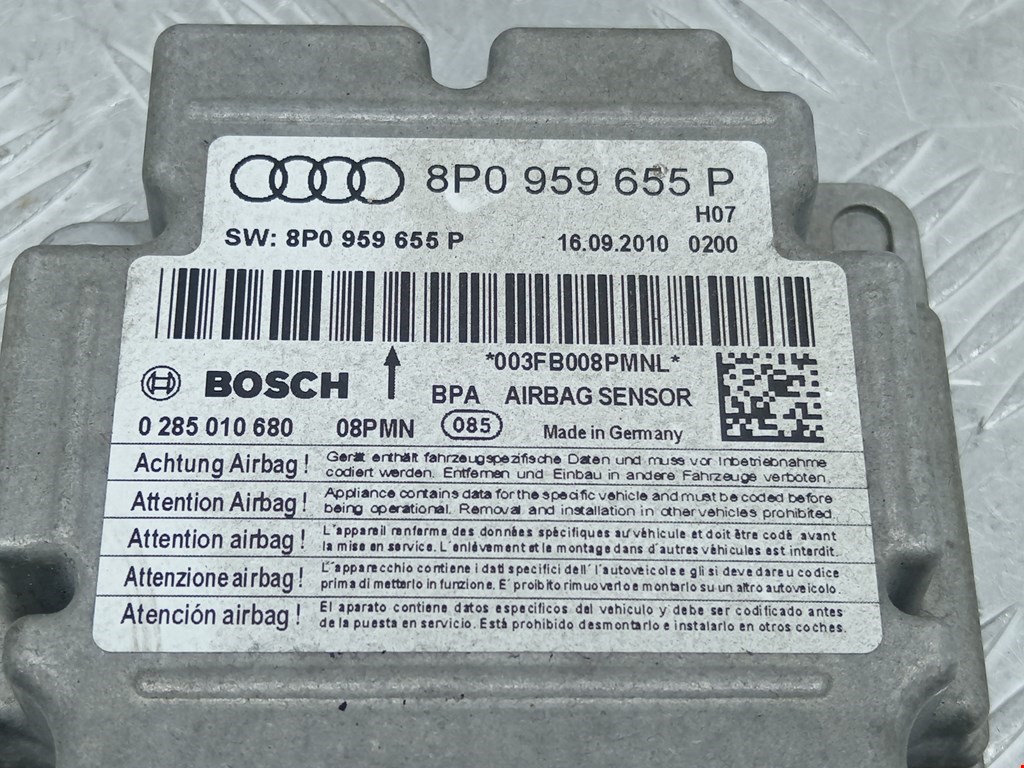 8P0 959 655 P
H07
SW: 8P0 959 655 P 16.09.2010 0200
*003FB008PMNL*
BOSCH BPA AIRBAG SENSOR
0 285 010 680 08PMN 085 Made in Germany
Achtung Airbag! Gerät enthält fahrzeugspezifische Daten und muss vor Inbetriebnahme
codiert werden. Entfernen und Einbau in andere Fahrzeuge verboten.
Attention Airbag! Appliance contains data for the specific vehicle and must be coded before
being operational. Removal and installation in other vehicles prohibited.
Attention airbag! L'appareil renferme des données spécifiques au véhicule et doit être codé avant
la mise en service. L'enlévement et le montage dans d'autres véhicules est interdit.
Attenzione airbag! L'apparecchio contiene i dati specifici dell'autoveicolo e gli si deve dare u codice
prima di metterlo in funzione. E' proibito rimuoverlo e montarlo su un altro autoveicolo.
Atención airbag! El aparato contiene datos especificos del vehiculo y debe ser codificado antes
de la puesta en servicio. Está prohibido desmontarlo e instalarlo en otros coches.